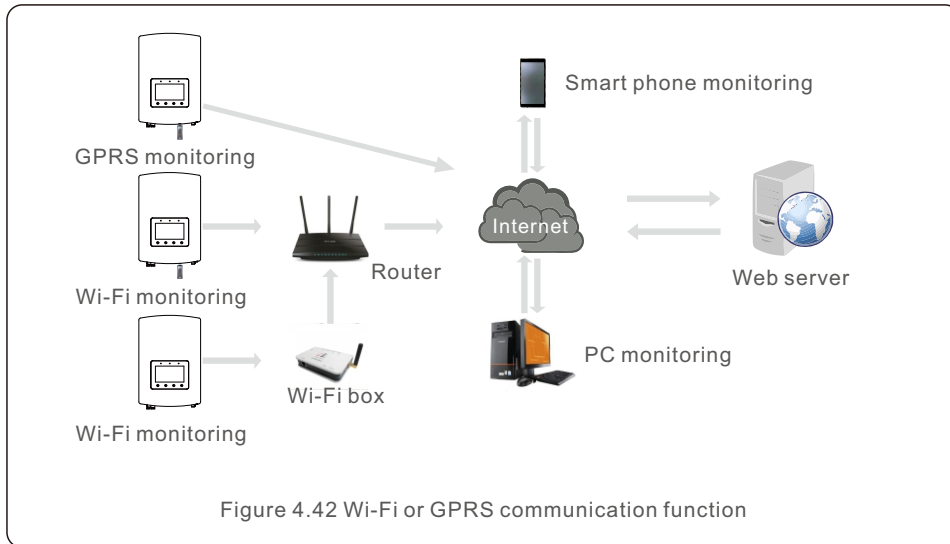 Smart phone monitoring
GPRS monitoring
Internet
Router
Web server
Wi-Fi monitoring
PC monitoring
Wi-Fi box
Wi-Fi monitoring
Figure 4.42 Wi-Fi or GPRS communication function